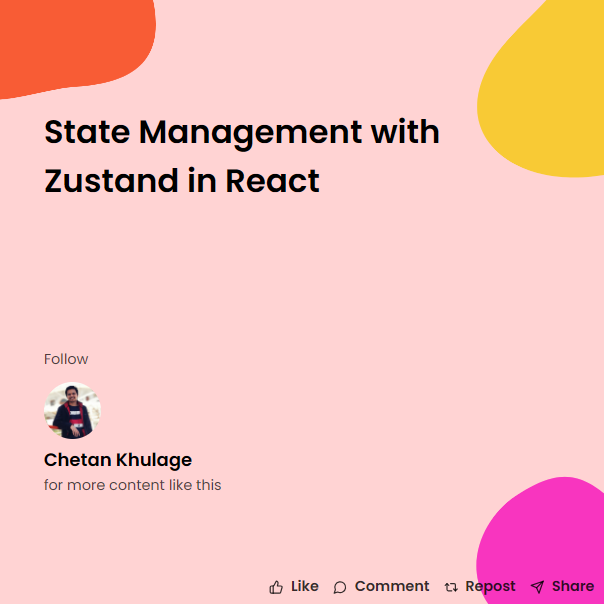 State Management with
Zustand in React
Follow
Chetan Khulage
for more content like this
Like Comment Repost Share